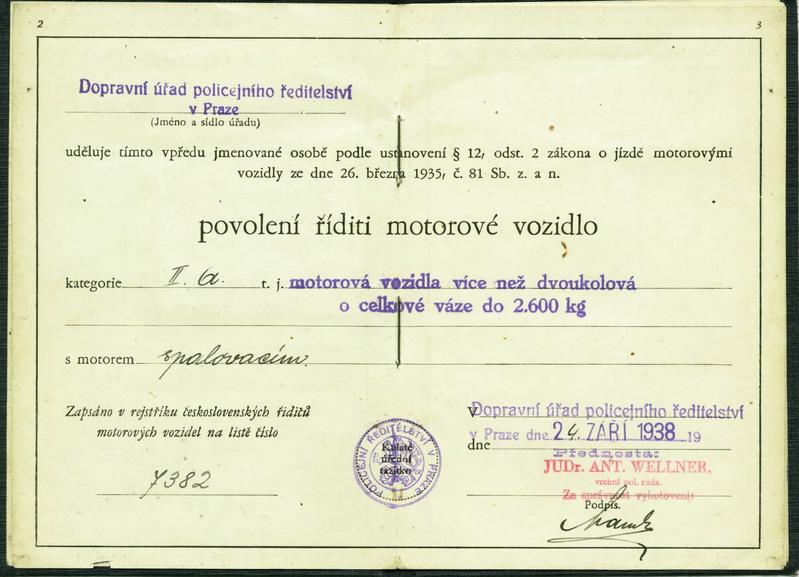 2
3
Dopravní úřad policejního ředitelství
v Praze
(Jméno a sídlo úřadu)
uděluje tímto vpředu jmenované osobě podle ustanovení § 12, odst. 2 zákona o jízdě motorovými
vozidly ze dne 26. března 1935, č. 81 Sb. z. a n.
povolení říditi motorové vozidlo
kategorie II. a. t. j. motorová vozidla více než dvoukolová
o celkové váze do 2.600 kg
s motorem spalovacím.
Zapsáno v rejstříku československých řidičů
motorových vozidel na listě číslo
7382
POLICEJNÍ ŘEDITELSTVÍ V PRAZE
Kulaté
úřední
razítko
V Dopravní úřad policejního ředitelství
v Praze dne 24. ZÁŘÍ 1938 19
dne
Přednosta:
JUDr. ANT. WELLNER,
vrchní pol. rada.
Za správnost vyhotovení:
Podpis.